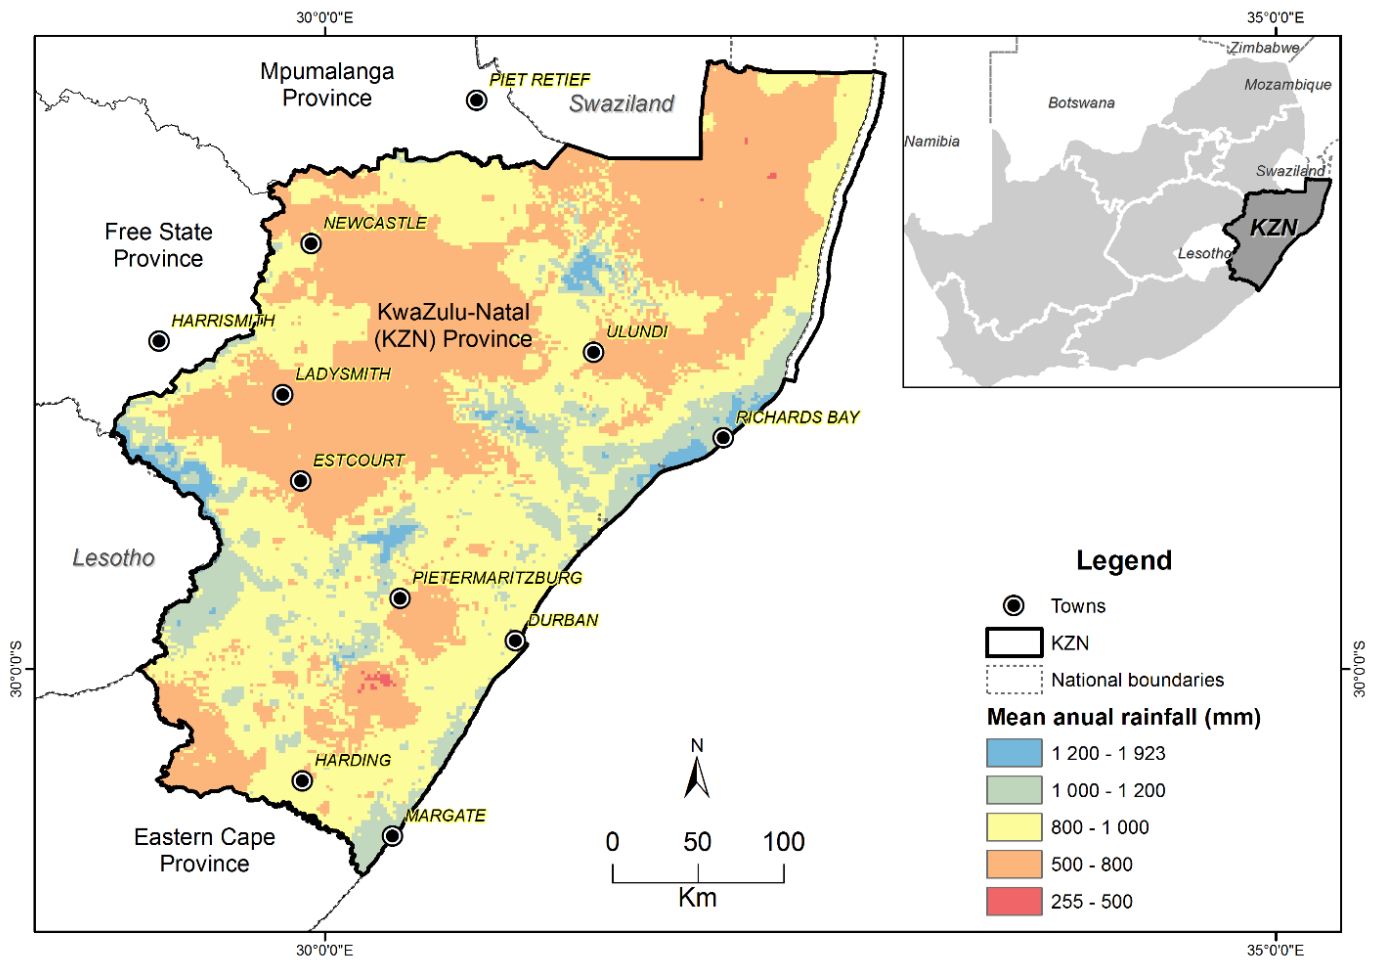 30°0'0"E
35°0'0"E
Mpumalanga
Province
PIET RETIEF
Swaziland
Free State
Province
NEWCASTLE
HARRISMITH
KwaZulu-Natal
(KZN) Province
ULUNDI
LADYSMITH
RICHARDS BAY
ESTCOURT
Lesotho
PIETERMARITZBURG
DURBAN
HARDING
MARGATE
Eastern Cape
Province
Zimbabwe
Mozambique
Botswana
Namibia
Swaziland
KZN
Lesotho
30°0'0"S
30°0'0"S
N
0 50 100
Km
Legend
Towns
KZN
National boundaries
Mean anual rainfall (mm)
1 200 - 1 923
1 000 - 1 200
800 - 1 000
500 - 800
255 - 500
30°0'0"E
35°0'0"E